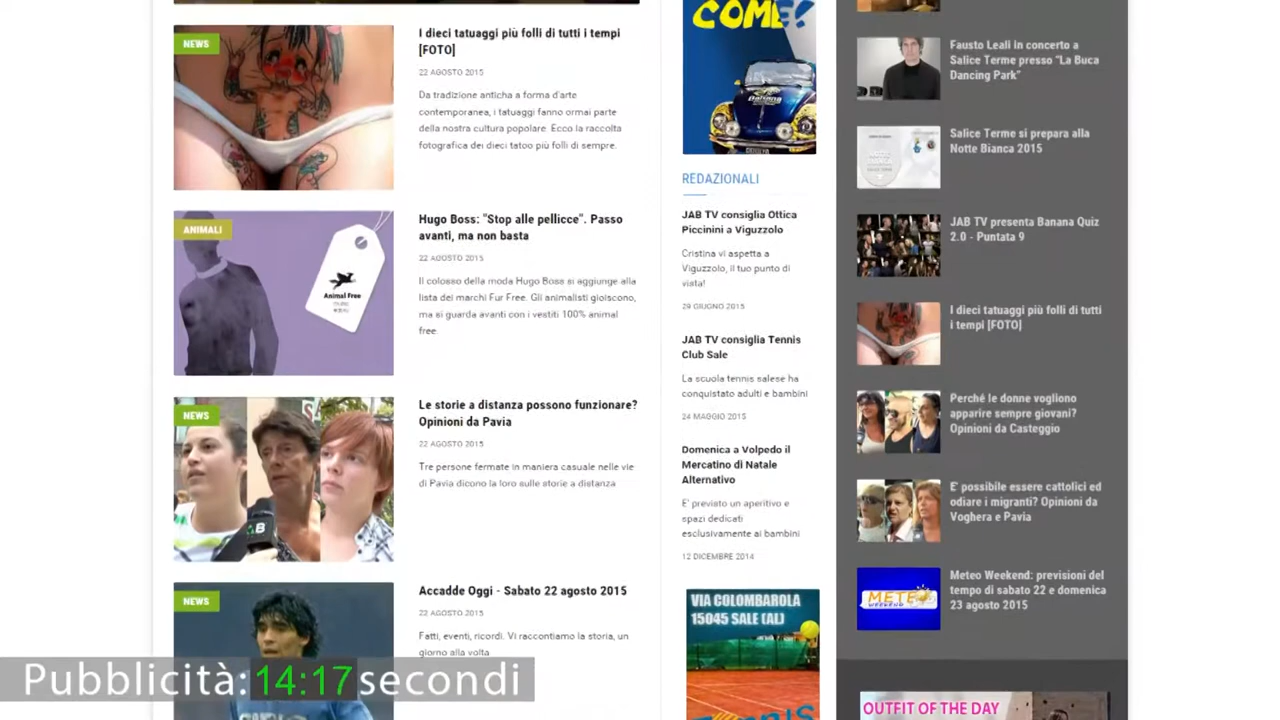 NEWS
I dieci tatuaggi più folli di tutti i tempi
[FOTO]
22 AGOSTO 2015
Da tradizione antica a forma d'arte
contemporanea, i tatuaggi fanno ormai parte
della nostra cultura popolare. Ecco la raccolta
fotografica dei dieci tatoo più folli di sempre.
ANIMALI
Animal Free
Hugo Boss: "Stop alle pellicce". Passo
avanti, ma non basta
22 AGOSTO 2015
Il colosso della moda Hugo Boss si aggiunge alla
lista dei marchi Fur Free. Gli animalisti gioiscono,
ma si guarda avanti con i vestiti 100% animal
free.
NEWS
Le storie a distanza possono funzionare?
Opinioni da Pavia
22 AGOSTO 2015
Tre persone fermate in maniera casuale nelle vie
di Pavia dicono la loro sulle storie a distanza
NEWS
Accadde Oggi - Sabato 22 agosto 2015
22 AGOSTO 2015
Fatti, eventi, ricordi. Vi raccontiamo la storia, un
giorno alla volta
COME?
REDAZIONALI
JAB TV consiglia Ottica
Piccinini a Viguzzolo
Cristina vi aspetta a
Viguzzolo, il tuo punto di
vista!
29 GIUGNO 2015
JAB TV consiglia Tennis
Club Sale
La scuola tennis salese ha
conquistato adulti e bambini
24 MAGGIO 2015
Domenica a Volpedo il
Mercatino di Natale
Alternativo
E' previsto un aperitivo e
spazi dedicati
esclusivamente ai bambini
12 DICEMBRE 2014
VIA COLOMBAROLA
15045 SALE (AL)
TENNIS
Fausto Leali in concerto a
Salice Terme presso "La Buca
Dancing Park"
Salice Terme si prepara alla
Notte Bianca 2015
JAB TV presenta Banana Quiz
2.0 - Puntata 9
I dieci tatuaggi più folli di tutti
i tempi [FOTO]
Perché le donne vogliono
apparire sempre giovani?
Opinioni da Casteggio
E' possibile essere cattolici ed
odiare i migranti? Opinioni da
Voghera e Pavia
METEO
WEEKEND
Meteo Weekend: previsioni del
tempo di sabato 22 e domenica
23 agosto 2015
OUTFIT OF THE DAY
Pubblicità: 14:17 secondi